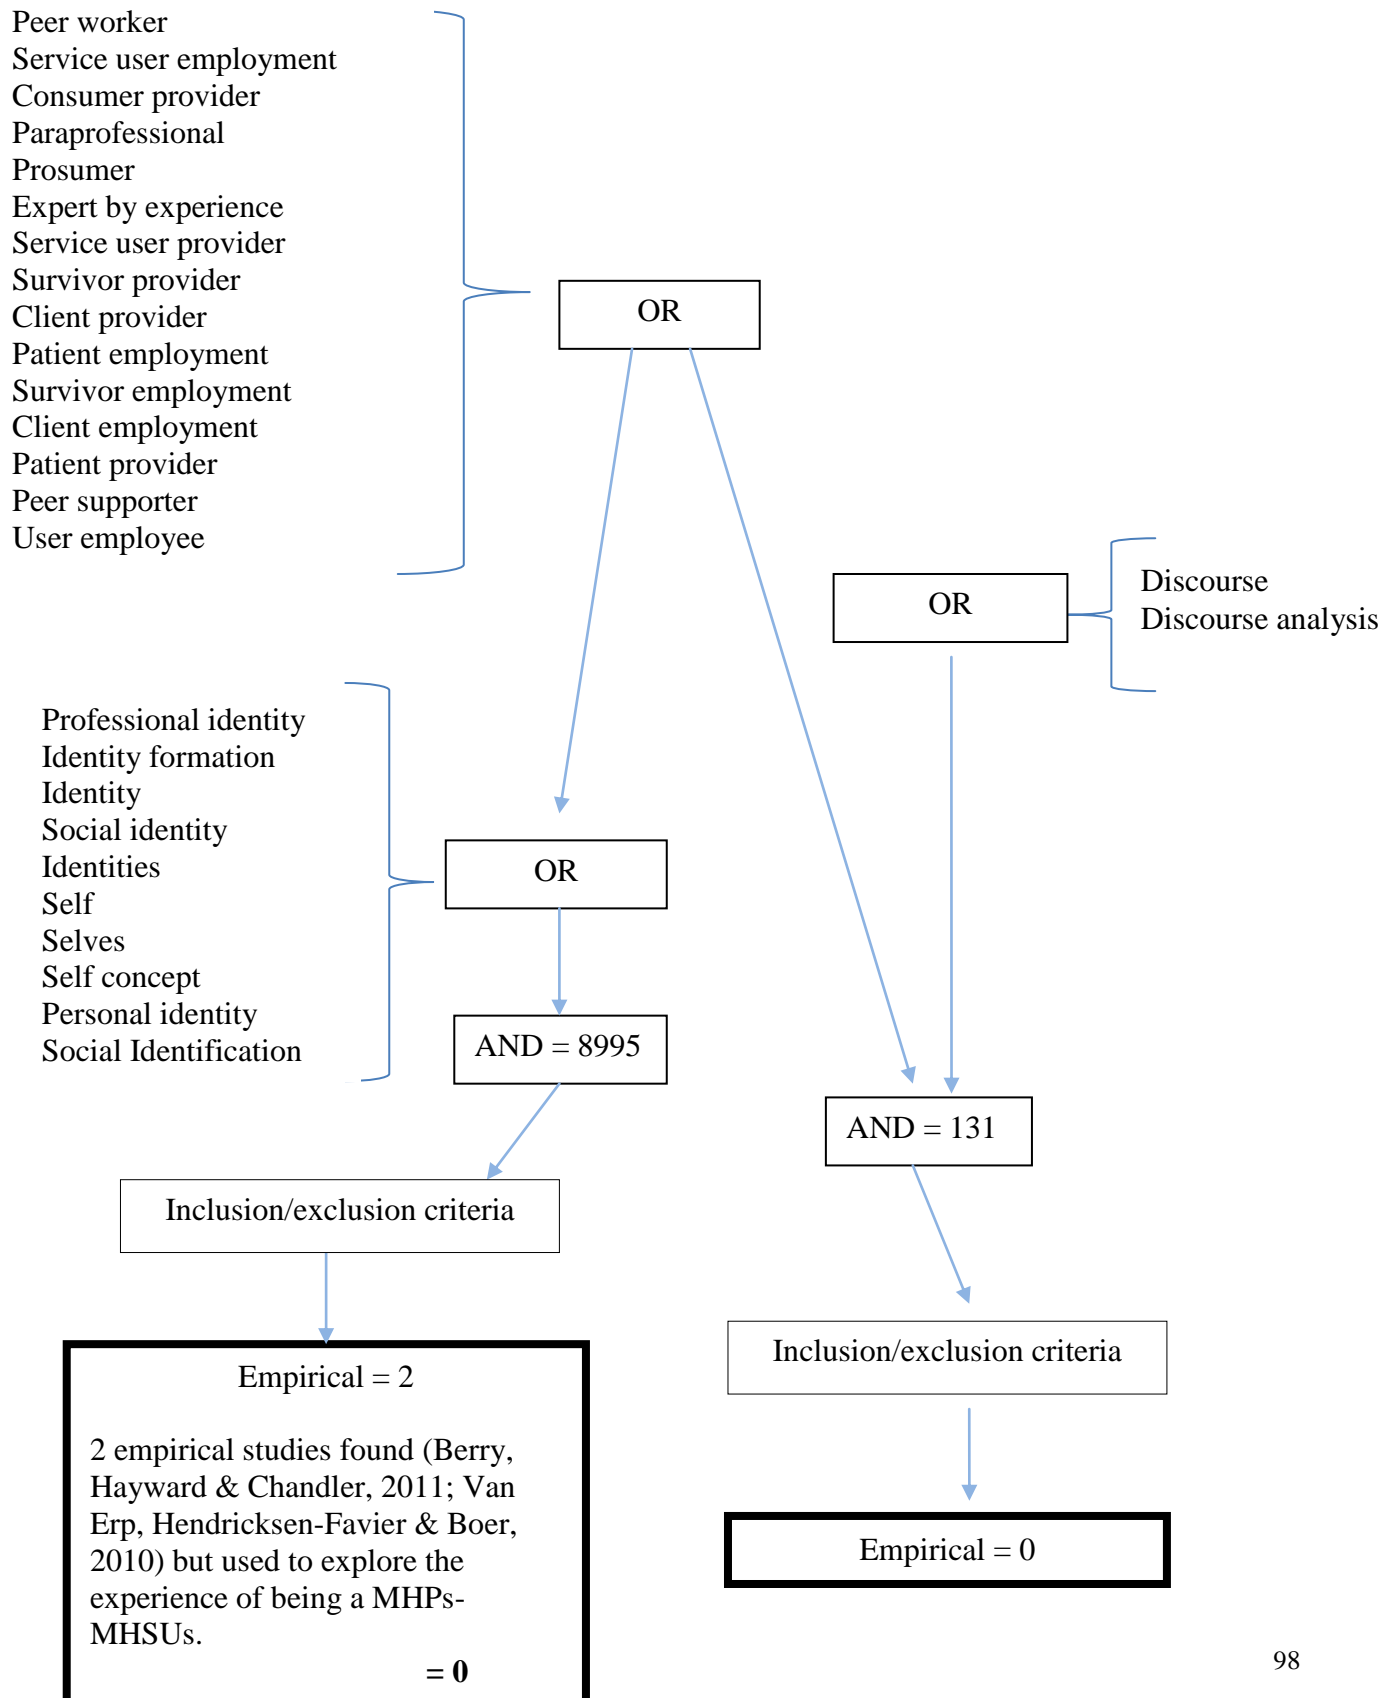 Peer worker
Service user employment
Consumer provider
Paraprofessional
Prosumer
Expert by experience
Service user provider
Survivor provider
Client provider
Patient employment
Survivor employment
Client employment
Patient provider
Peer supporter
User employee
OR
OR
Discourse
Discourse analysis
Professional identity
Identity formation
Identity
Social identity
Identities
Self
Selves
Self concept
Personal identity
Social Identification
OR
AND = 8995
AND = 131
Inclusion/exclusion criteria
Inclusion/exclusion criteria
Empirical = 2
2 empirical studies found (Berry,
Hayward & Chandler, 2011; Van
Erp, Hendricksen-Favier & Boer,
2010) but used to explore the
experience of being a MHPs-
MHSUs.
= 0
Empirical = 0
98